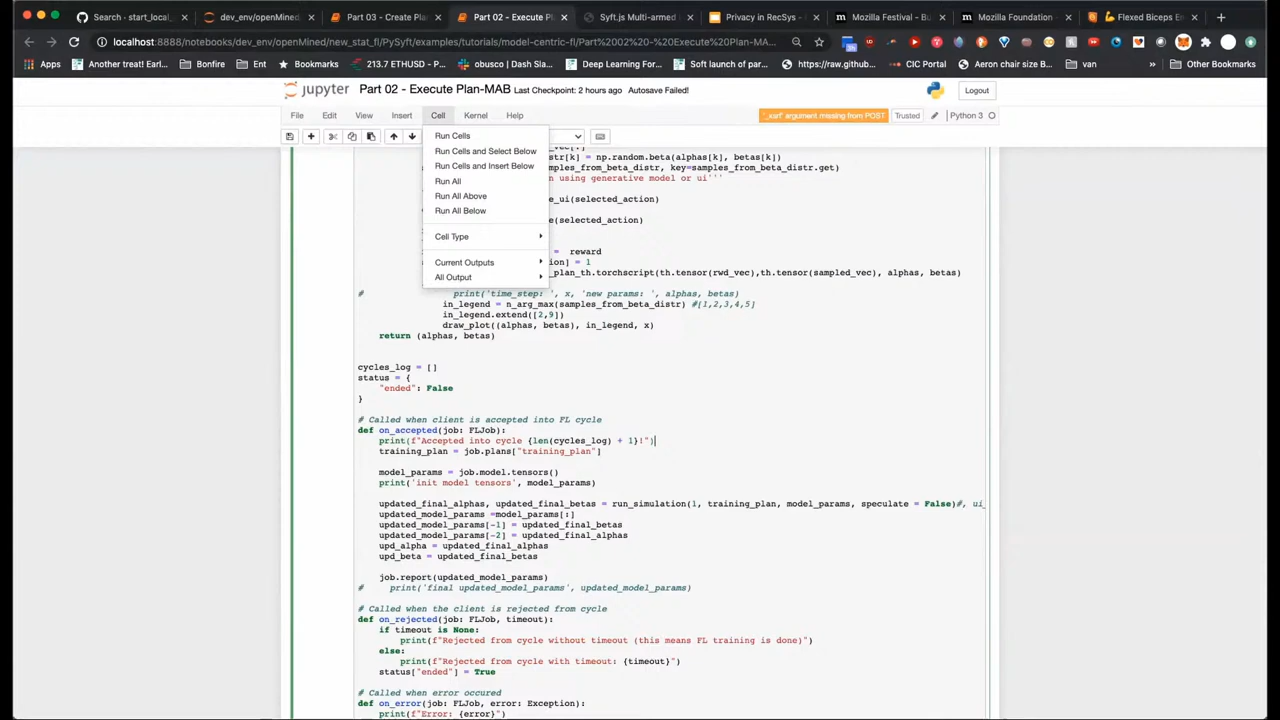 Search · start_local_
dev_env/openMined
Part 03 - Create Plan
Part 02 - Execute Plan-M
Syft.js Multi-armed
Privacy in RecSys -
Mozilla Festival - Bu
Mozilla Foundation -
Flexed Biceps Em
localhost:8888/notebooks/dev_env/openMined/new_stat_fl/PySyft/examples/tutorials/model-centric-fl/Part%2002%20-%20Execute%20Plan-MA...
Apps
Another treat! Earl...
Bonfire
Ent
Bookmarks
213.7 ETHUSD - P...
obusco | Dash Sla...
Deep Learning For...
Soft launch of par...
https://raw.github...
CIC Portal
Aeron chair size B...
van
»
Other Bookmarks
jupyter Part 02 - Execute Plan-MAB Last Checkpoint: 2 hours ago Autosave Failed!
Logout
File Edit View Insert Cell Kernel Help
'_xsrf' argument missing from POST
Trusted
Python 3
Run Cells
Run Cells and Select Below
Run Cells and Insert Below
Run All
Run All Above
Run All Below
Cell Type
Current Outputs
All Output
_vec[:]
str[k] = np.random.beta(alphas[k], betas[k])
amples_from_beta_distr, key=samples_from_beta_distr.get)
n using generative model or ui'''
e_ui(selected_action)
e(selected_action)
= reward
ion] = 1
_plan_th.torchscript(th.tensor(rwd_vec),th.tensor(sampled_vec), alphas, betas)
# print('time_step: ', x, 'new params: ', alphas, betas)
in_legend = n_arg_max(samples_from_beta_distr) #[1,2,3,4,5]
in_legend.extend([2,9])
draw_plot((alphas, betas), in_legend, x)
return (alphas, betas)
cycles_log = []
status = {
"ended": False
}
# Called when client is accepted into FL cycle
def on_accepted(job: FLJob):
print(f"Accepted into cycle {len(cycles_log) + 1}!")
training_plan = job.plans["training_plan"]
model_params = job.model.tensors()
print('init model tensors', model_params)
updated_final_alphas, updated_final_betas = run_simulation(1, training_plan, model_params, speculate = False)#, ui_
updated_model_params =model_params[:]
updated_model_params[-1] = updated_final_betas
updated_model_params[-2] = updated_final_alphas
upd_alpha = updated_final_alphas
upd_beta = updated_final_betas
job.report(updated_model_params)
# print('final updated_model_params', updated_model_params)
# Called when the client is rejected from cycle
def on_rejected(job: FLJob, timeout):
if timeout is None:
print(f"Rejected from cycle without timeout (this means FL training is done)")
else:
print(f"Rejected from cycle with timeout: {timeout}")
status["ended"] = True
# Called when error occured
def on_error(job: FLJob, error: Exception):
print(f"Error: {error}")